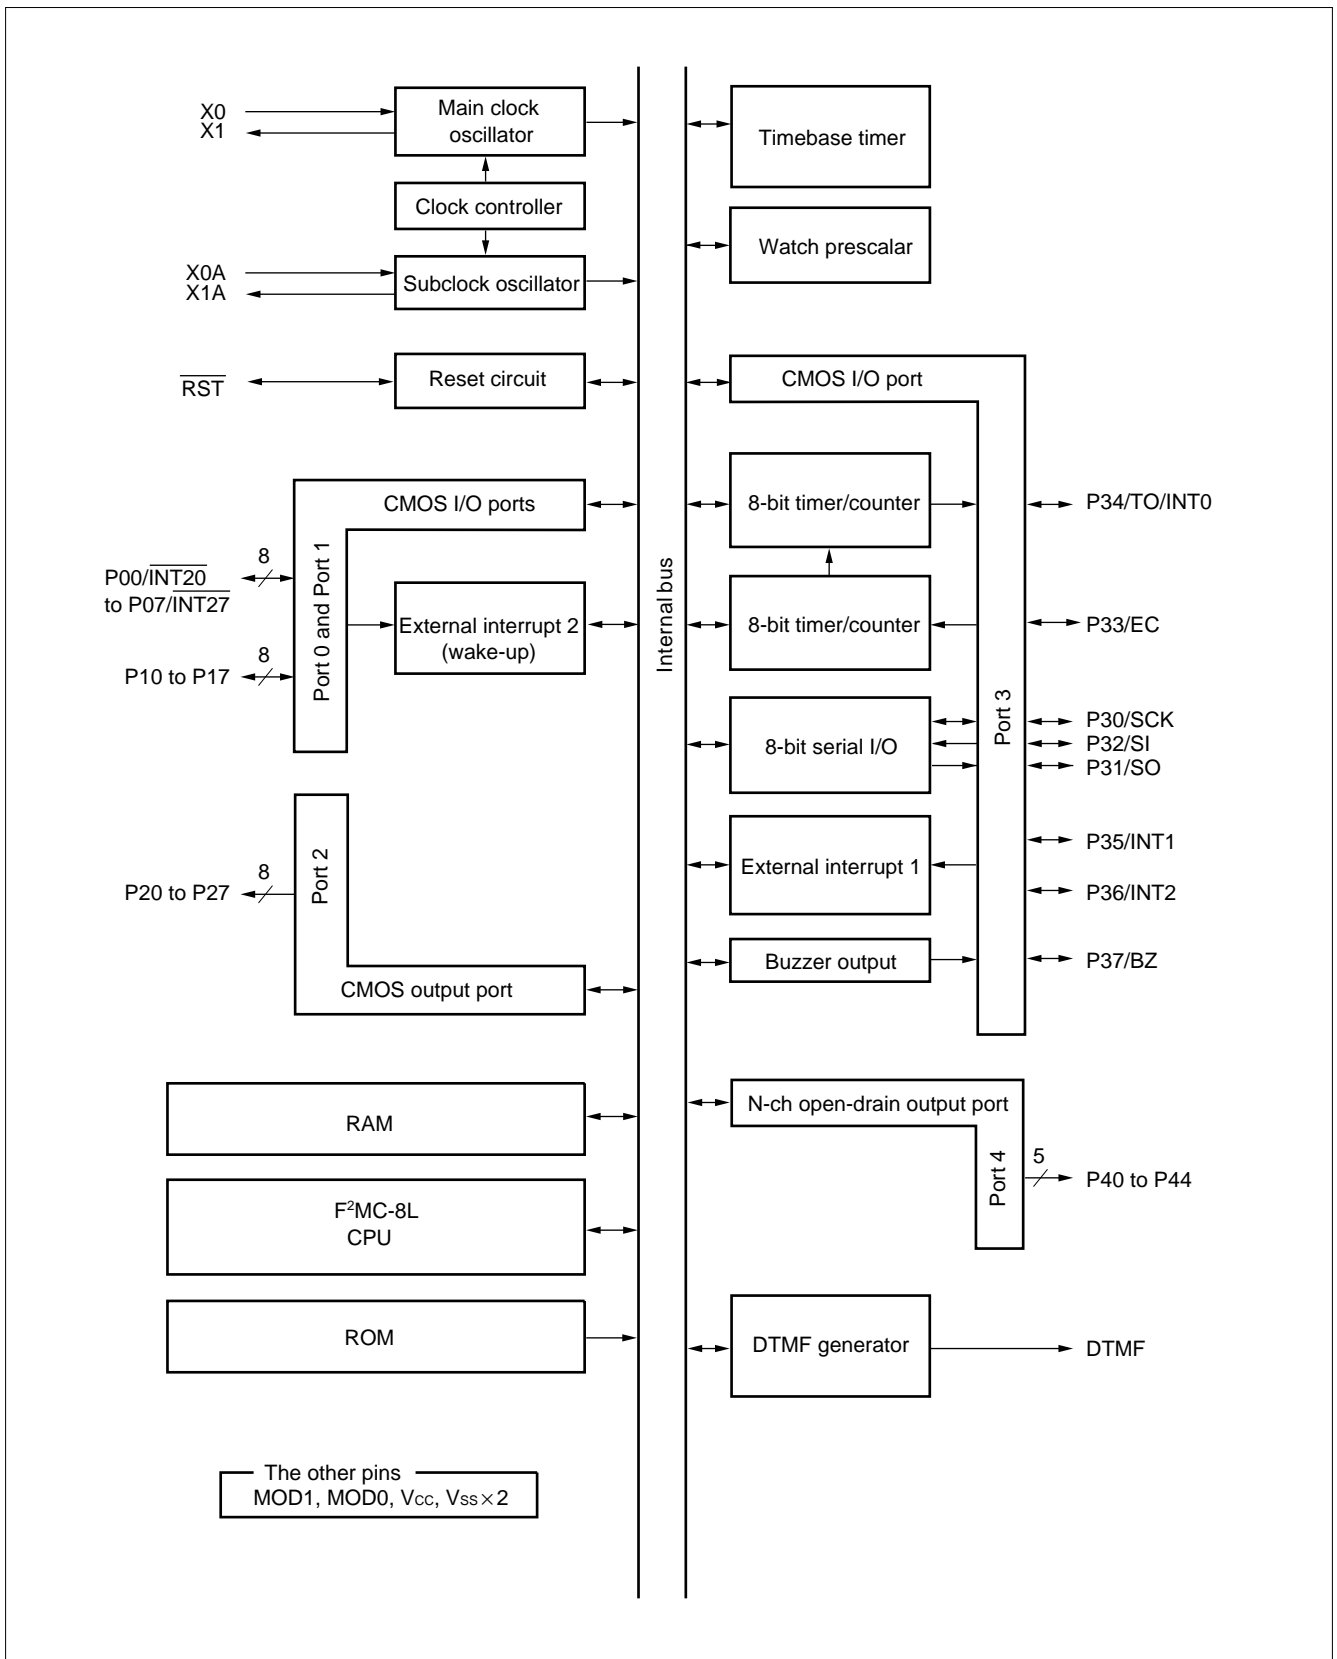 X0
X1
Main clock
oscillator
Clock controller
X0A
X1A
Subclock oscillator
RST
Reset circuit
CMOS I/O ports
Port 0 and Port 1
8
P00/INT20
to P07/INT27
External interrupt 2
(wake-up)
8
P10 to P17
Port 2
8
P20 to P27
CMOS output port
RAM
F²MC-8L
CPU
ROM
The other pins
MOD1, MOD0, VCC, VSS×2
Internal bus
Timebase timer
Watch prescalar
CMOS I/O port
Port 3
8-bit timer/counter
P34/TO/INT0
8-bit timer/counter
P33/EC
8-bit serial I/O
P30/SCK
P32/SI
P31/SO
External interrupt 1
P35/INT1
P36/INT2
Buzzer output
P37/BZ
N-ch open-drain output port
Port 4
5
P40 to P44
DTMF generator
DTMF